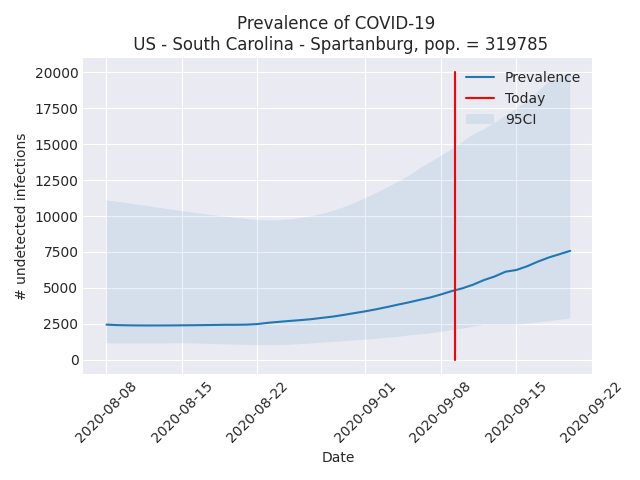 Prevalence of COVID-19
US - South Carolina - Spartanburg, pop. = 319785
20000
17500
15000
12500
10000
7500
5000
2500
0
# undetected infections
Prevalence
Today
95CI
2020-08-08
2020-08-15
2020-08-22
2020-09-01
2020-09-08
2020-09-15
2020-09-22
Date